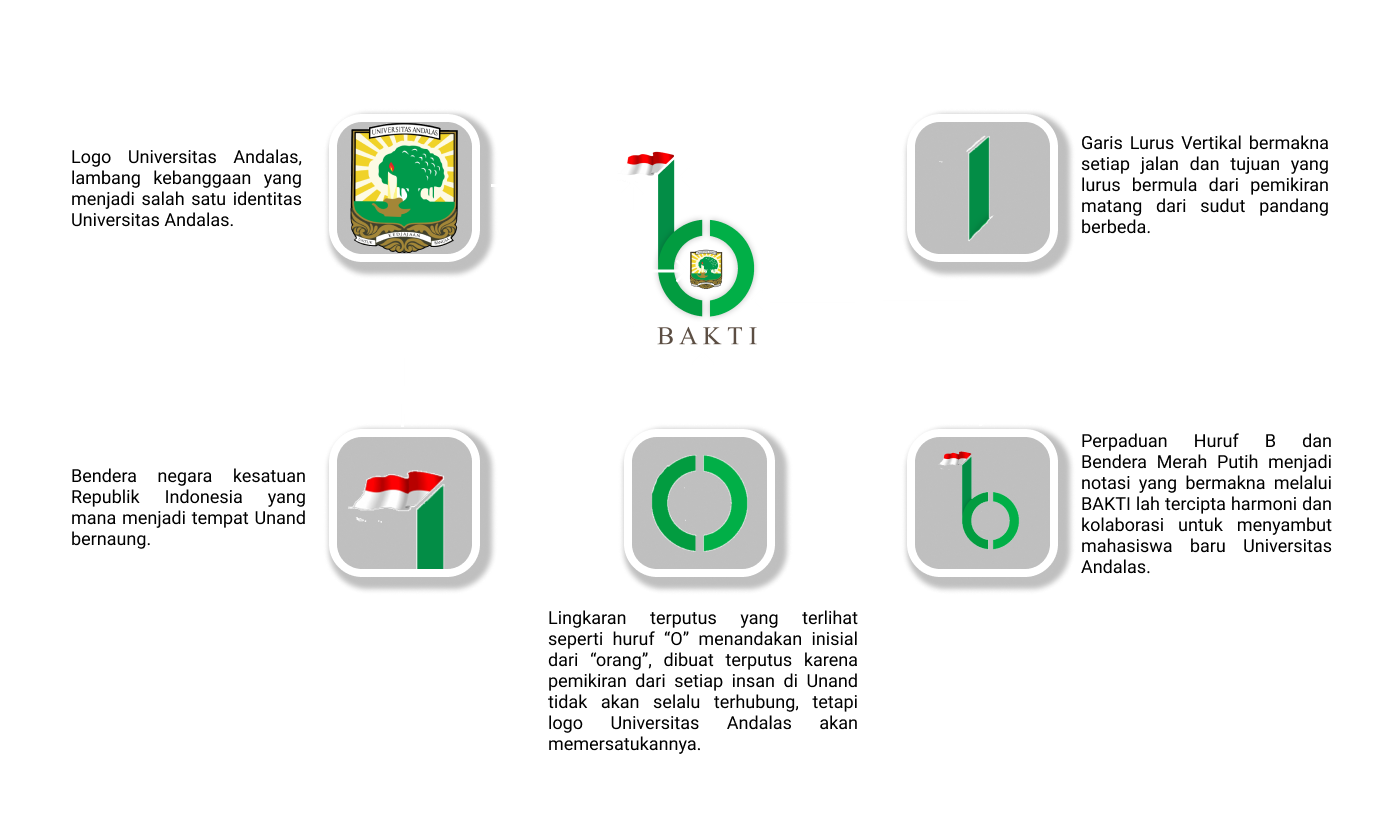 Logo Universitas Andalas,
lambang kebanggaan yang
menjadi salah satu identitas
Universitas Andalas.
UNIVERSITAS ANDALAS
UNTUK KEDJAJAAN BANGSA
BAKTI
Garis Lurus Vertikal bermakna
setiap jalan dan tujuan yang
lurus bermula dari pemikiran
matang dari sudut pandang
berbeda.
Bendera negara kesatuan
Republik Indonesia yang
mana menjadi tempat Unand
bernaung.
Lingkaran terputus yang terlihat
seperti huruf “O” menandakan inisial
dari “orang”, dibuat terputus karena
pemikiran dari setiap insan di Unand
tidak akan selalu terhubung, tetapi
logo Universitas Andalas akan
memersatukannya.
Perpaduan Huruf B dan
Bendera Merah Putih menjadi
notasi yang bermakna melalui
BAKTI lah tercipta harmoni dan
kolaborasi untuk menyambut
mahasiswa baru Universitas
Andalas.